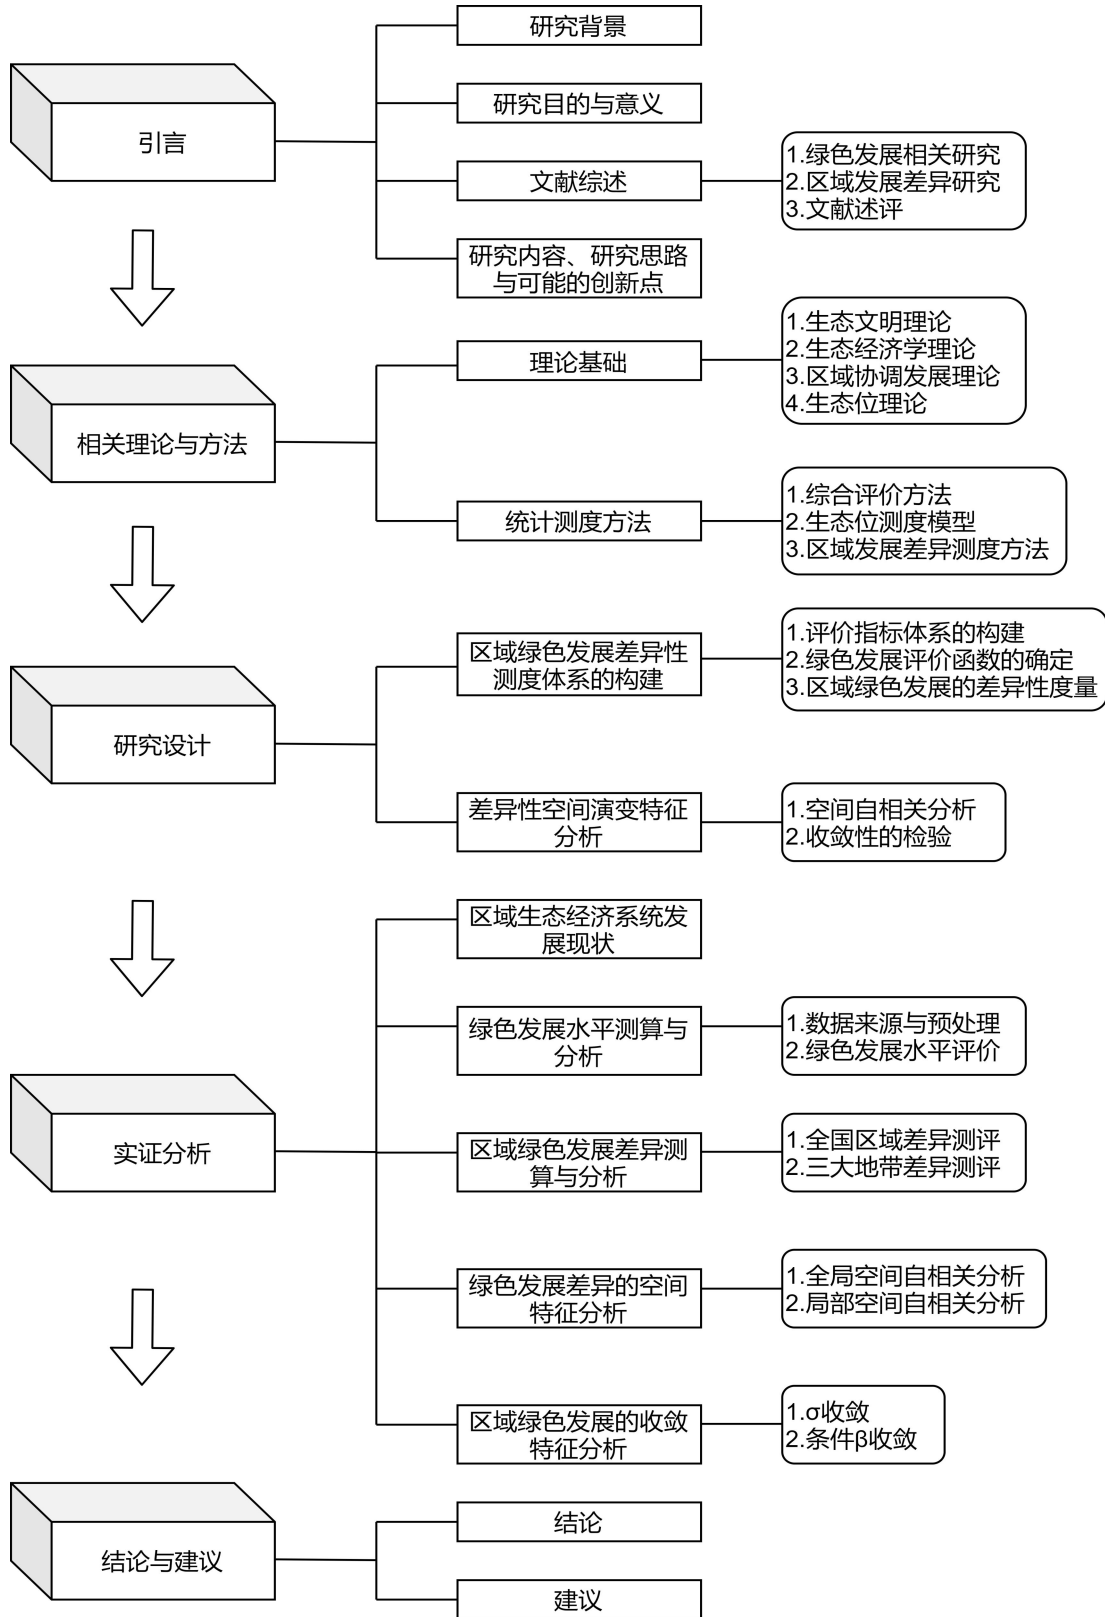 引言
研究背景
研究目的与意义
文献综述
1.绿色发展相关研究
2.区域发展差异研究
3.文献述评
研究内容、研究思路
与可能的创新点
相关理论与方法
理论基础
1.生态文明理论
2.生态经济学理论
3.区域协调发展理论
4.生态位理论
统计测度方法
1.综合评价方法
2.生态位测度模型
3.区域发展差异测度方法
研究设计
区域绿色发展差异性
测度体系的构建
1.评价指标体系的构建
2.绿色发展评价函数的确定
3.区域绿色发展的差异性度量
差异性空间演变特征
分析
1.空间自相关分析
2.收敛性的检验
实证分析
区域生态经济系统发
展现状
绿色发展水平测算与
分析
1.数据来源与预处理
2.绿色发展水平评价
区域绿色发展差异测
算与分析
1.全国区域差异测评
2.三大地带差异测评
绿色发展差异的空间
特征分析
1.全局空间自相关分析
2.局部空间自相关分析
区域绿色发展的收敛
特征分析
1.σ收敛
2.条件β收敛
结论与建议
结论
建议